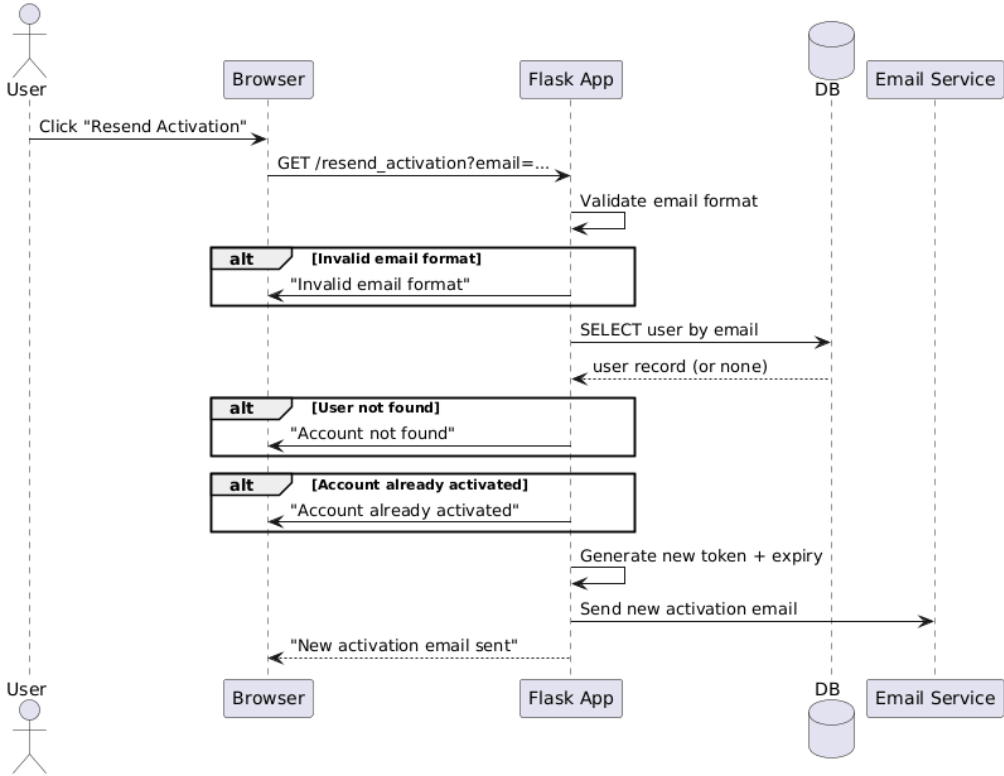 User
Browser
Flask App
DB
Email Service
Click "Resend Activation"
GET /resend_activation?email=...
Validate email format
alt [Invalid email format]
"Invalid email format"
SELECT user by email
user record (or none)
alt [User not found]
"Account not found"
alt [Account already activated]
"Account already activated"
Generate new token + expiry
Send new activation email
"New activation email sent"
User
Browser
Flask App
DB
Email Service